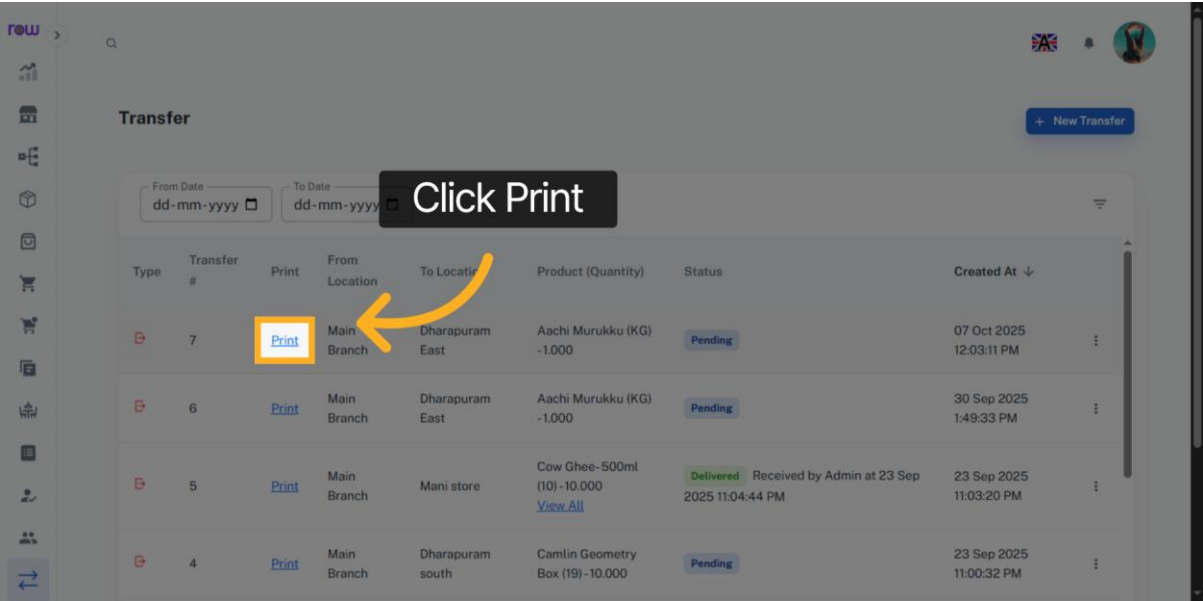 row
Transfer
+ New Transfer
From Date
To Date
dd-mm-yyyy
dd-mm-yyyy
Click Print
Type
Transfer #
Print
From Location
To Location
Product (Quantity)
Status
Created At
7
Print
Main Branch
Dharapuram East
Aachi Murukku (KG) -1.000
Pending
07 Oct 2025 12:03:11 PM
6
Print
Main Branch
Dharapuram East
Aachi Murukku (KG) -1.000
Pending
30 Sep 2025 1:49:33 PM
5
Print
Main Branch
Mani store
Cow Ghee-500ml (10)-10.000
View All
Delivered Received by Admin at 23 Sep 2025 11:04:44 PM
23 Sep 2025 11:03:20 PM
4
Print
Main Branch
Dharapuram south
Camlin Geometry Box (19)-10.000
Pending
23 Sep 2025 11:00:32 PM